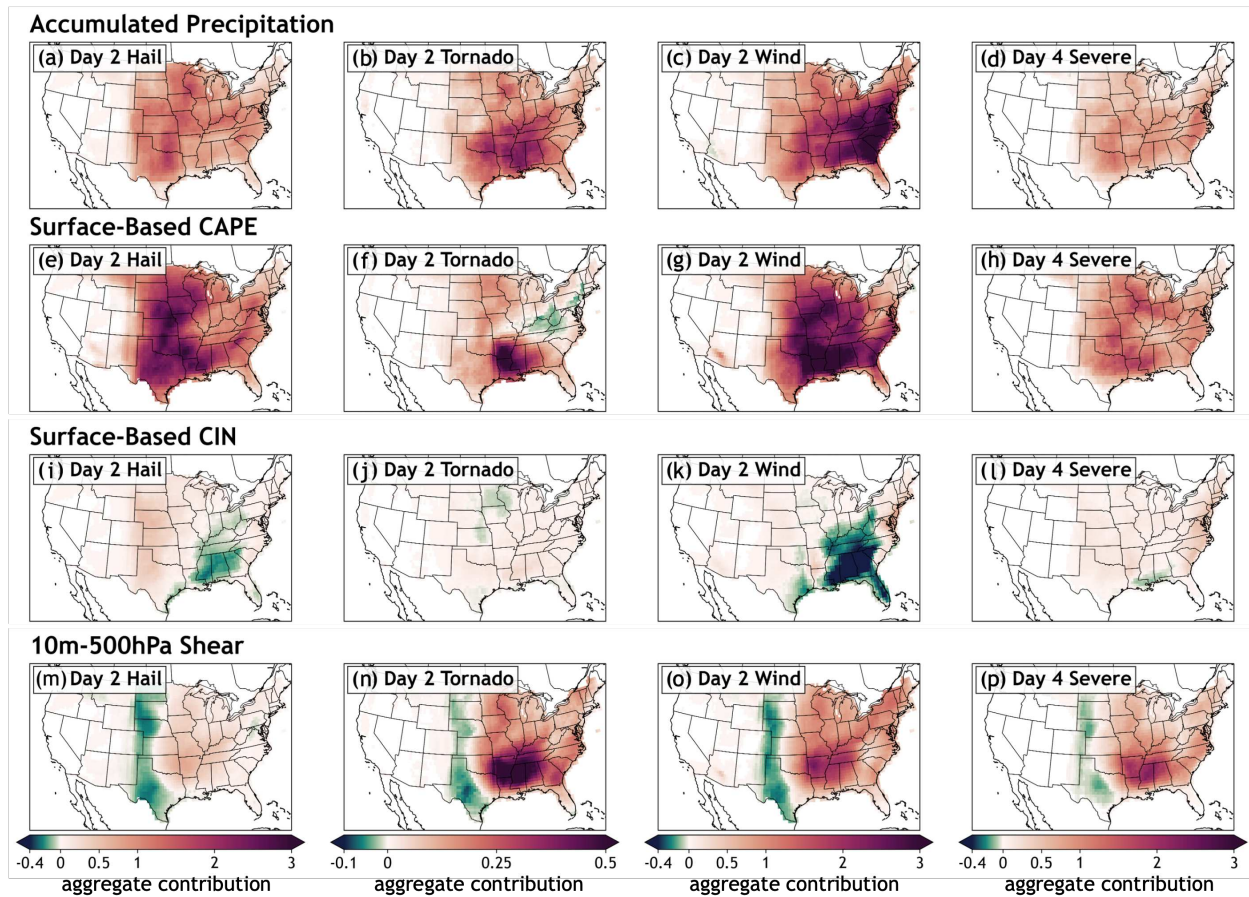 Accumulated Precipitation
(a) Day 2 Hail
(b) Day 2 Tornado
(c) Day 2 Wind
(d) Day 4 Severe
Surface-Based CAPE
(e) Day 2 Hail
(f) Day 2 Tornado
(g) Day 2 Wind
(h) Day 4 Severe
Surface-Based CIN
(i) Day 2 Hail
(j) Day 2 Tornado
(k) Day 2 Wind
(l) Day 4 Severe
10m-500hPa Shear
(m) Day 2 Hail
(n) Day 2 Tornado
(o) Day 2 Wind
(p) Day 4 Severe
-0.4 0 0.5 1 2 3
-0.1 0 0.25 0.5
-0.4 0 0.5 1 2 3
-0.4 0 0.5 1 2 3
aggregate contribution
aggregate contribution
aggregate contribution
aggregate contribution